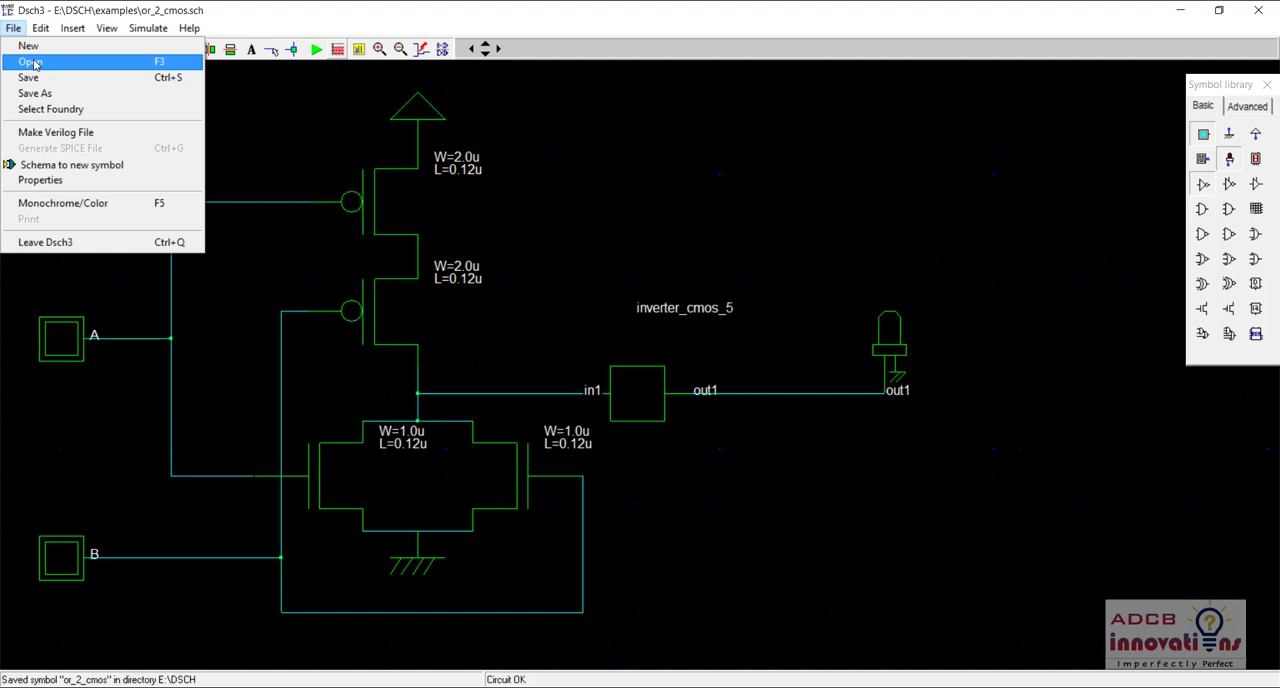 Dsch3 - E:\DSCH\examples\or_2_cmos.sch
File Edit Insert View Simulate Help
New
Open F3
Save Ctrl+S
Save As
Select Foundry
Make Verilog File
Generate SPICE File Ctrl+G
Schema to new symbol
Properties
Monochrome/Color F5
Print
Leave Dsch3 Ctrl+Q
Symbol library
Basic Advanced
W=2.0u
L=0.12u
W=2.0u
L=0.12u
inverter_cmos_5
A
in1 out1 out1
W=1.0u
L=0.12u
W=1.0u
L=0.12u
B
ADCB
innovati?ns
Imperfectly Perfect
Saved symbol "or_2_cmos" in directory E:\DSCH
Circuit OK